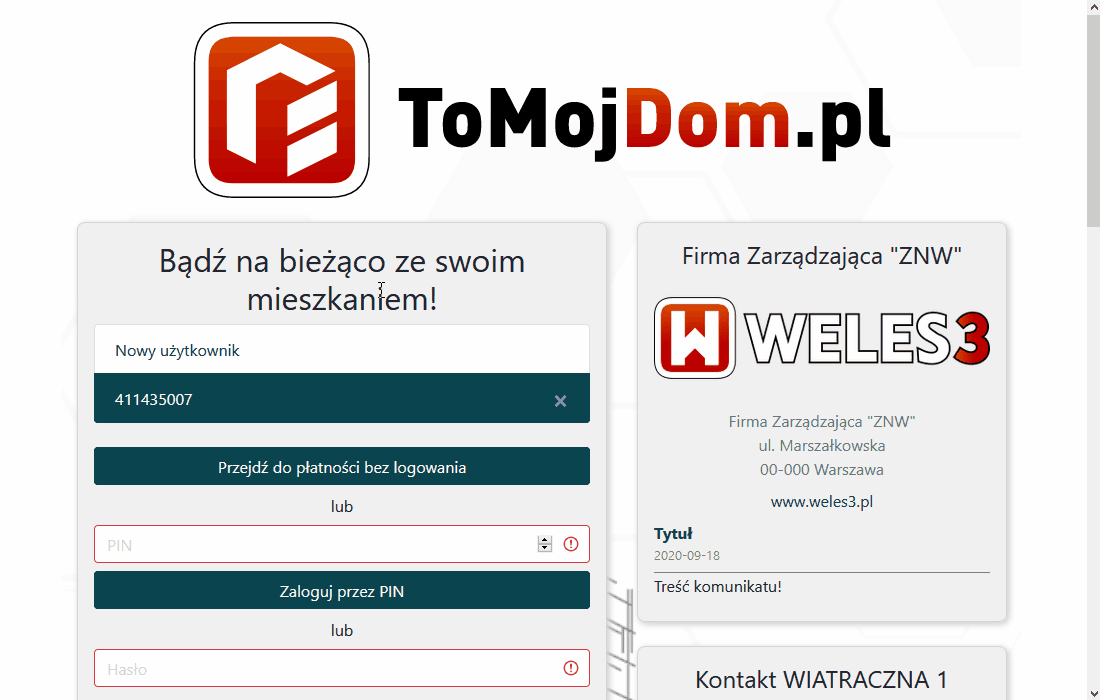 ToMojDom.pl
Bądź na bieżąco ze swoim
mieszkaniem!
Nowy użytkownik
411435007
Przejdź do płatności bez logowania
lub
PIN
Zaloguj przez PIN
lub
Hasło
Firma Zarządzająca "ZNW"
WELES3
Firma Zarządzająca "ZNW"
ul. Marszałkowska
00-000 Warszawa
www.weles3.pl
Tytuł
2020-09-18
Treść komunikatu!
Kontakt WIATRACZNA 1